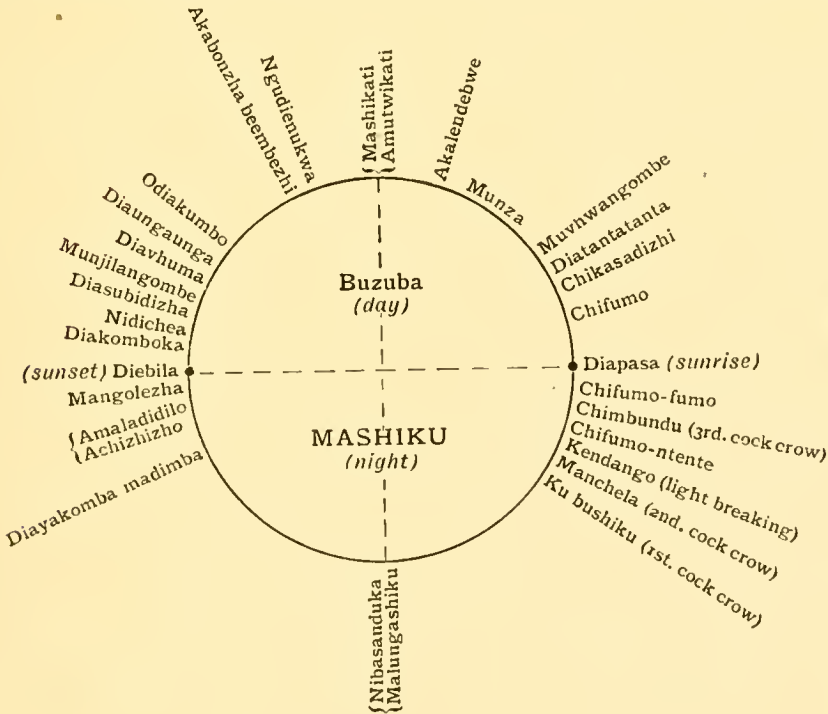 Akabonzha beembezhi
Ngudienukwa
Mashikati
Amutwikati
Akalendebwe
Munza
Muvhwangombe
Diatantatanta
Chikasadizhi
Chifumo
Odiakumbo
Diaungaunga
Diavhuma
Munjilangombe
Diasubidizha
Nidichea
Diakomboka
Buzuba
(day)
(sunset) Diebila
Diapasa (sunrise)
Mangolezha
Amaladidilo
Achizhizho
Diayakomba madimba
MASHIKU
(night)
Chifumo-fumo
Chimbundu (3rd. cock crow)
Chifumo-ntente
Kendango (light breaking)
Manchela (2nd. cock crow)
Ku bushiku (1st. cock crow)
Nibasanduka
Malungashiku